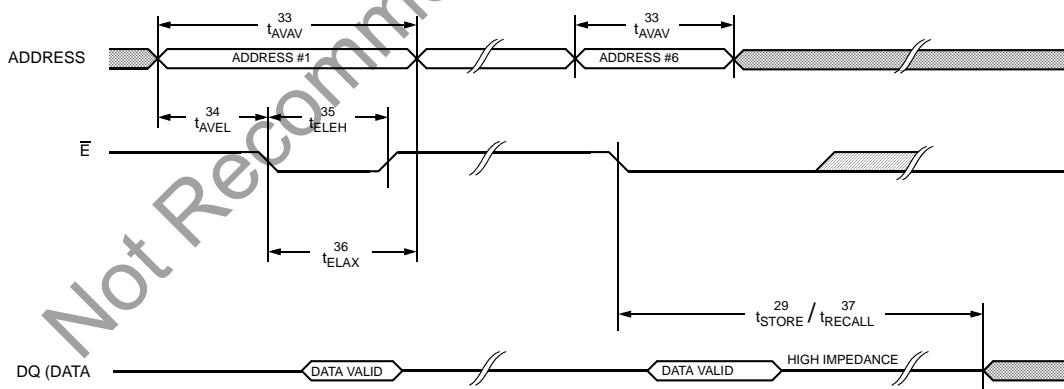 33
tAVAV
33
tAVAV
ADDRESS
ADDRESS #1
ADDRESS #6
34
tAVEL
35
tELEH
E
36
tELAX
29 37
tSTORE / tRECALL
DQ (DATA
DATA VALID
DATA VALID
HIGH IMPEDANCE
Not Recomm